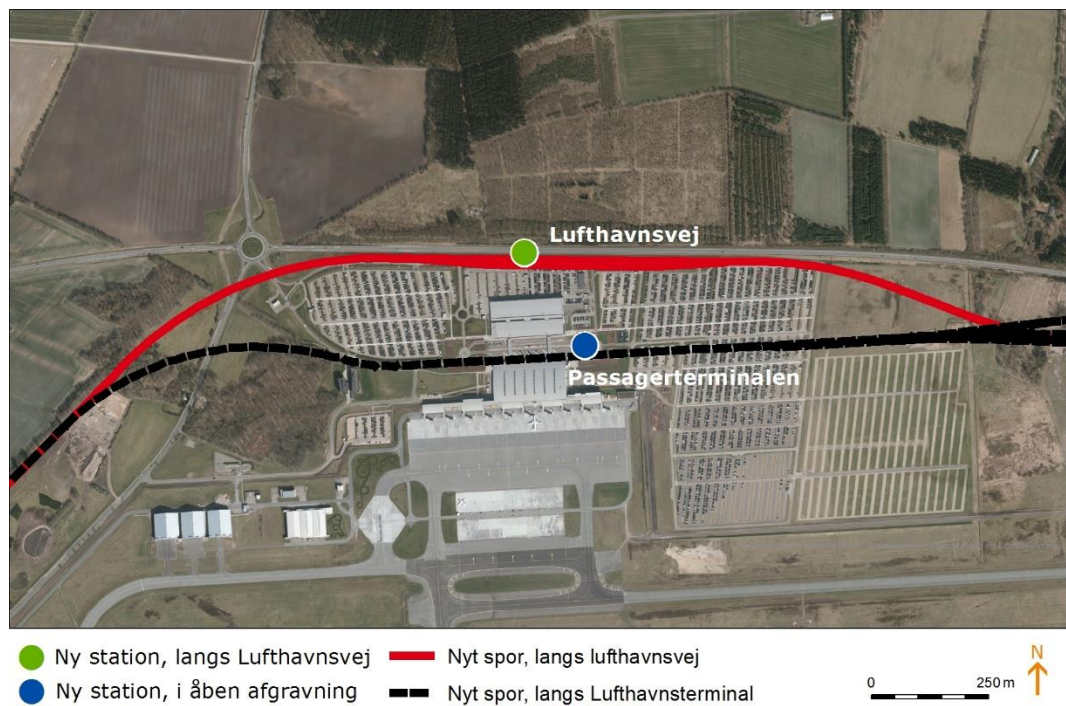 Lufthavnsvej
Passagerterminalen
Ny station, langs Lufthavnsvej
Nyt spor, langs lufthavnsvej
N
Ny station, i åben afgravning
Nyt spor, langs Lufthavnsterminal
0 250 m